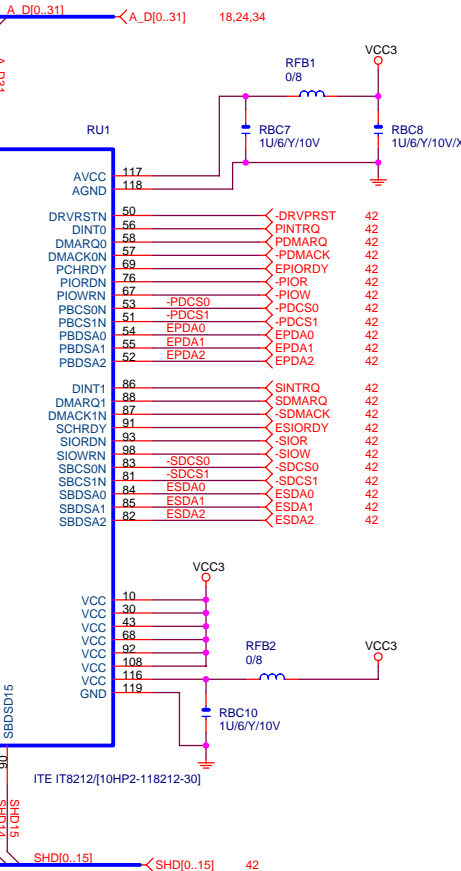 A_D[0..31]
A_D[0..31] 18,24,34
A_D31
VCC3
RFB1
0/8
RU1
RBC7
1U/6/Y/10V
RBC8
1U/6/Y/10V/X
AVCC 117
AGND 118
DRVRSTN 50 -DRVPRST 42
DINT0 56 PINTRQ 42
DMARQ0 58 PDMARQ 42
DMACK0N 57 -PDMACK 42
PCHRDY 69 EPIORDY 42
PIORDN 76 -PIOR 42
PIOWRN 67 -PIOW 42
PBCS0N 53 -PDCS0 -PDCS0 42
PBCS1N 51 -PDCS1 -PDCS1 42
PBDSA0 54 EPDA0 EPDA0 42
PBDSA1 55 EPDA1 EPDA1 42
PBDSA2 52 EPDA2 EPDA2 42
DINT1 86 SINTRQ 42
DMARQ1 88 SDMARQ 42
DMACK1N 87 -SDMACK 42
SCHRDY 91 ESIORDY 42
SIORDN 93 -SIOR 42
SIOWRN 98 -SIOW 42
SBCS0N 83 -SDCS0 -SDCS0 42
SBCS1N 81 -SDCS1 -SDCS1 42
SBDSA0 84 ESDA0 ESDA0 42
SBDSA1 85 ESDA1 ESDA1 42
SBDSA2 82 ESDA2 ESDA2 42
VCC3
VCC 10
VCC 30
VCC 43
VCC 68
VCC 92
VCC 108
VCC 116
GND 119
RFB2
0/8
VCC3
RBC10
1U/6/Y/10V
SBDSD15
ITE IT8212/[10HP2-118212-30]
SHD14
SHD15
SHD[0..15]
SHD[0..15] 42